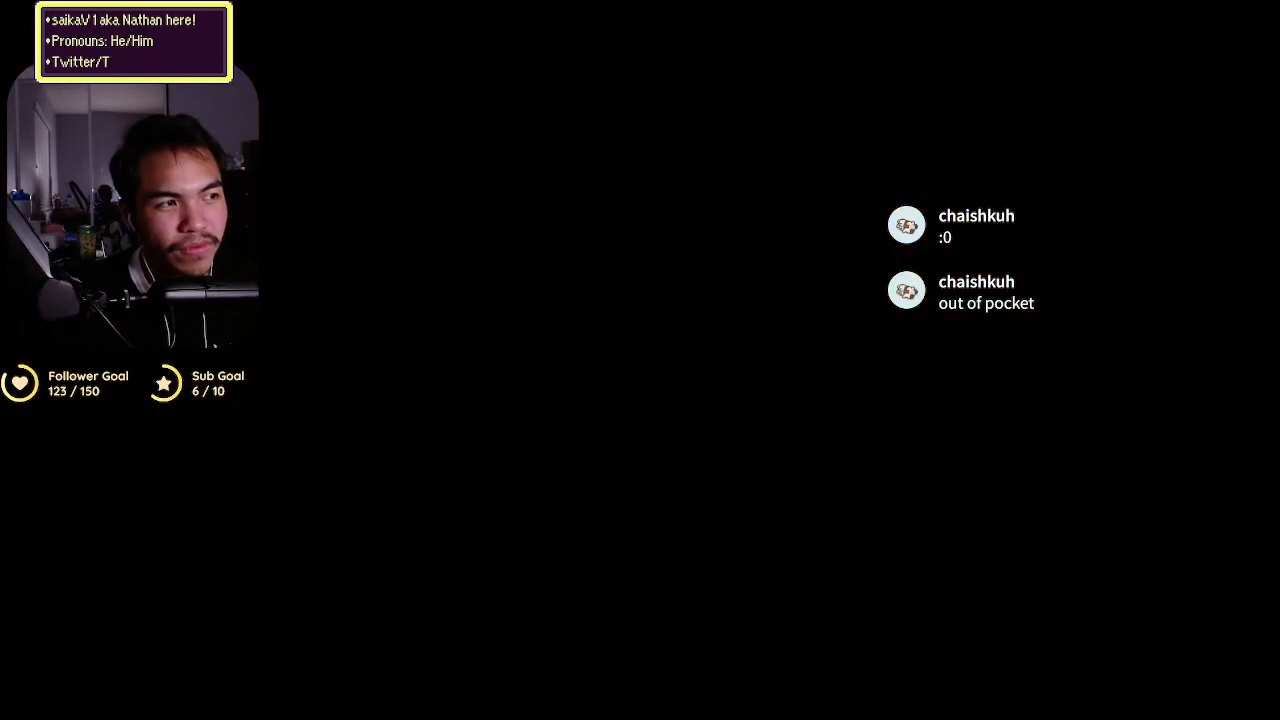 •saikaV1 aka Nathan here!
•Pronouns: He/Him
•Twitter/T
Follower Goal
123 / 150
Sub Goal
6 / 10
chaishkuh
:0
chaishkuh
out of pocket